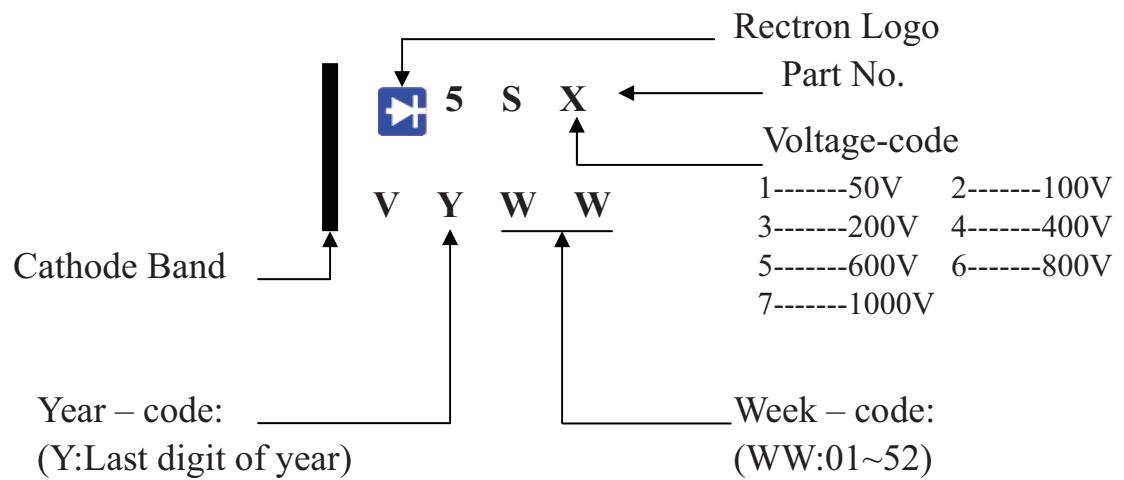 Rectron Logo
Part No.
5 S X
Voltage-code
1-------50V 2-------100V
V Y W W
3-------200V 4-------400V
Cathode Band
5-------600V 6-------800V
7-------1000V
Year – code:
(Y:Last digit of year)
Week – code:
(WW:01~52)